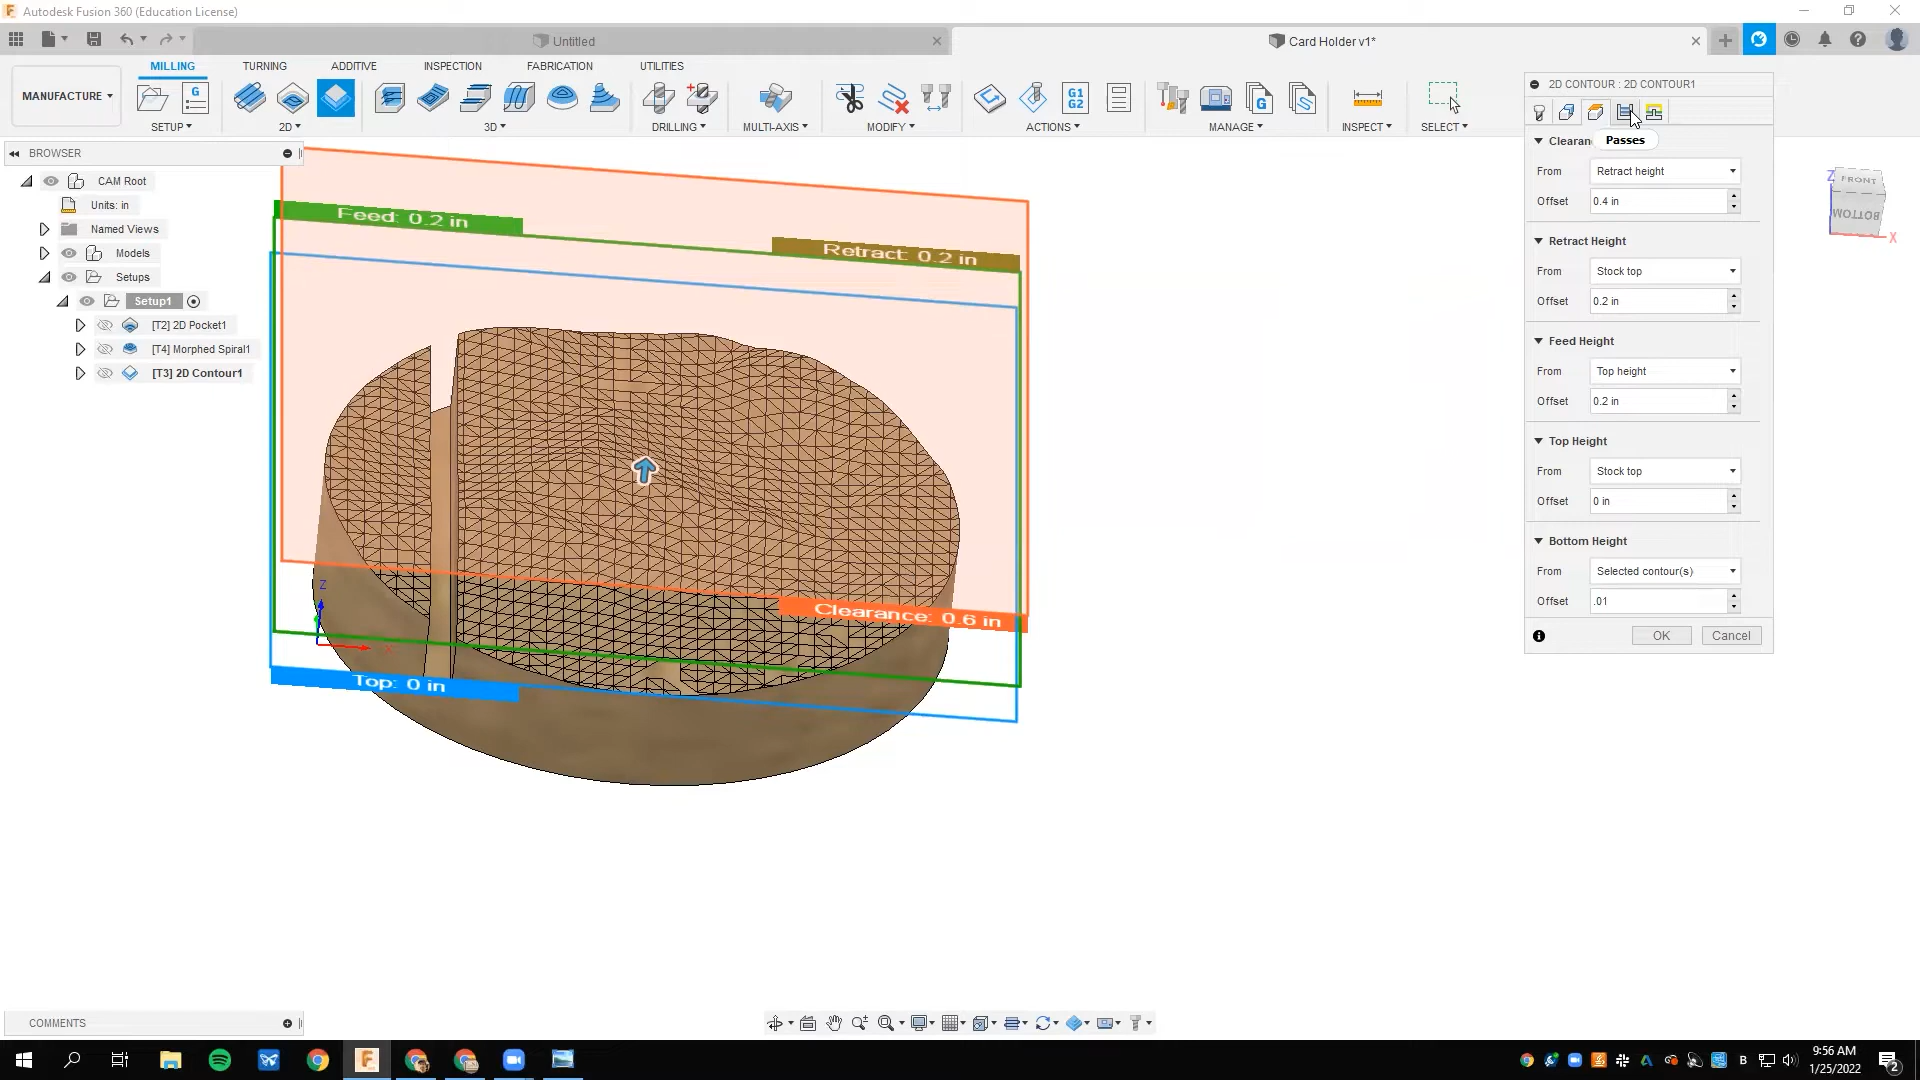 Autodesk Fusion 360 (Education License)
Untitled
Card Holder v1*
MILLING
TURNING
ADDITIVE
INSPECTION
FABRICATION
UTILITIES
MANUFACTURE
SETUP
2D
3D
DRILLING
MULTI-AXIS
MODIFY
G1
G2
ACTIONS
MANAGE
INSPECT
SELECT
BROWSER
CAM Root
Units: in
Named Views
Models
Setups
Setup1
[T2] 2D Pocket1
[T4] Morphed Spiral1
[T3] 2D Contour1
Feed: 0.2 in
Retract: 0.2 in
Clearance: 0.6 in
Top: 0 in
Z
X
2D CONTOUR : 2D CONTOUR1
Clearan
Passes
From
Retract height
Offset
0.4 in
Retract Height
From
Stock top
Offset
0.2 in
Feed Height
From
Top height
Offset
0.2 in
Top Height
From
Stock top
Offset
0 in
Bottom Height
From
Selected contour(s)
Offset
.01
OK
Cancel
Z
FRONT
BOTTOM
X
COMMENTS
9:56 AM
1/25/2022
2